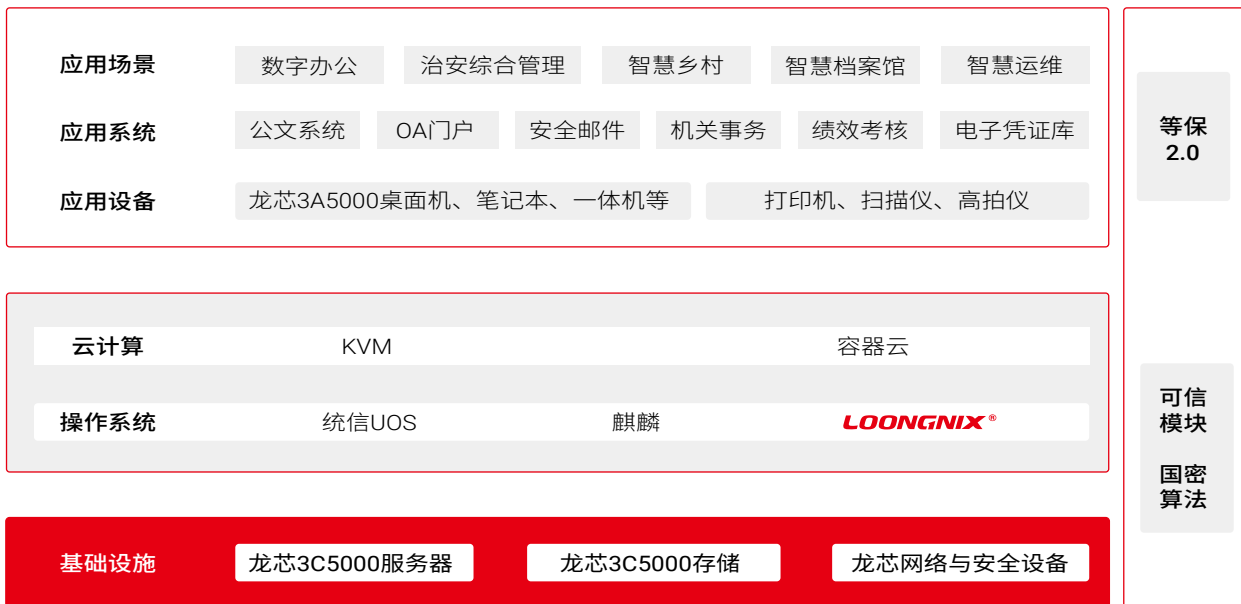 应用场景 数字办公 治安综合管理 智慧乡村 智慧档案馆 智慧运维
应用系统 公文系统 OA门户 安全邮件 机关事务 绩效考核 电子凭证库
应用设备 龙芯3A5000桌面机、笔记本、一体机等 打印机、扫描仪、高拍仪
云计算 KVM 容器云
操作系统 统信UOS 麒麟 LOONGNIX®
基础设施 龙芯3C5000服务器 龙芯3C5000存储 龙芯网络与安全设备
等保
2.0
可信
模块
国密
算法